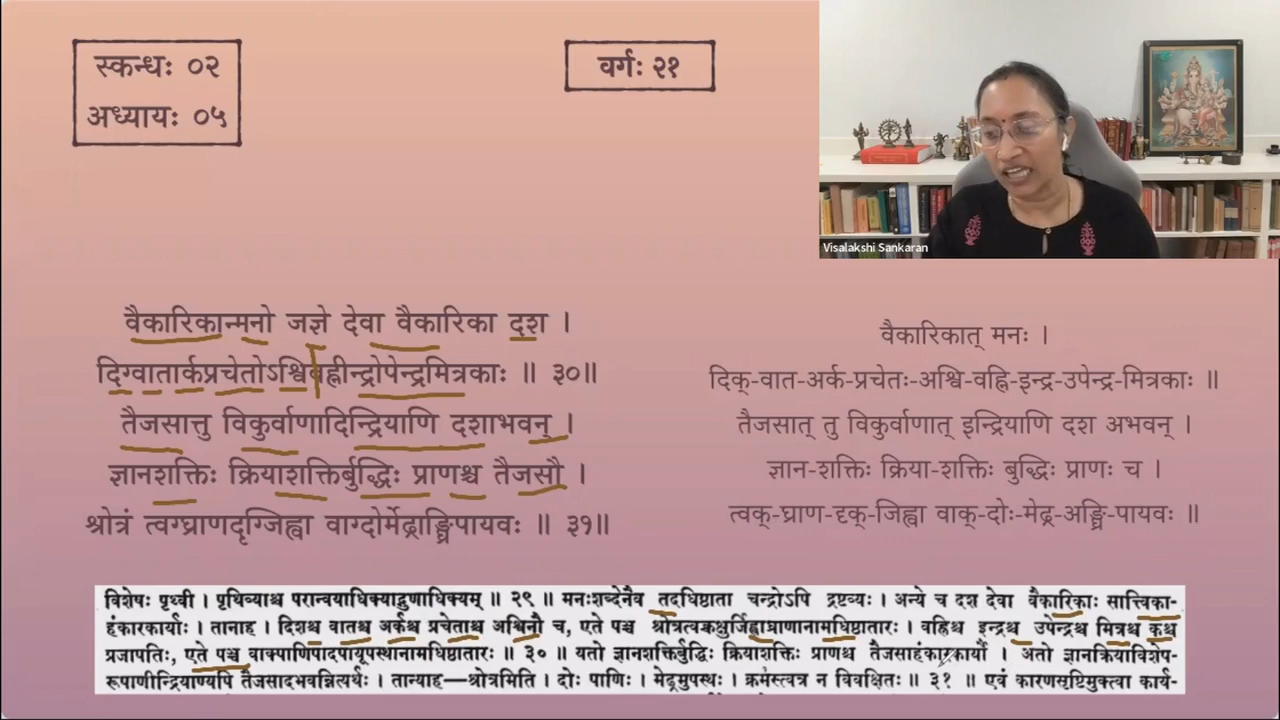 स्कन्धः ०२
अध्यायः ०५
वर्गः २१
Visalakshi Sankaran
वैकारिकान्मनो जज्ञे देवा वैकारिका दश ।
दिग्वातार्कप्रचेतोऽश्विवह्नीन्द्रोपेन्द्रमित्रकाः ॥ ३०॥
तैजसात्तु विकुर्वाणादिन्द्रियाणि दशाभवन् ।
ज्ञानशक्तिः क्रियाशक्तिर्बुद्धिः प्राणश्च तैजसौ ।
श्रोत्रं त्वग्घ्राणदृग्जिह्वा वाग्दोर्मेढ्राङ्घ्रिपायवः ॥ ३१॥
वैकारिकात् मनः ।
दिक्-वात-अर्क-प्रचेतः-अश्वि-वह्नि-इन्द्र-उपेन्द्र-मित्रकाः ॥
तैजसात् तु विकुर्वाणात् इन्द्रियाणि दश अभवन् ।
ज्ञान-शक्तिः क्रिया-शक्तिः बुद्धिः प्राणः च ।
त्वक्-घ्राण-दृक्-जिह्वा वाक्-दोः-मेढ्र-अङ्घ्रि-पायवः ॥
विशेषः पृथ्वी । पृथिव्याश्च परान्वयाधिक्याद्गुणाधिक्यम् ॥ २९ ॥ मनःशब्देनैव तदधिष्ठाता चन्द्रोऽपि द्रष्टव्यः । अन्ये च दश देवा वैकारिकाः सात्त्विका-
हंकारकार्याः । तानाह । दिशश्च वातश्च अर्कश्च प्रचेताश्च अश्विनौ च, एते पञ्च श्रोत्रत्वक्चक्षुर्जिह्वाघ्राणानामधिष्ठातारः । वह्निश्च इन्द्रश्च उपेन्द्रश्च मित्रश्च कश्च
प्रजापतिः, एते पञ्च वाक्पाणिपादपायूपस्थानामधिष्ठातारः ॥ ३० ॥ यतो ज्ञानशक्तिर्बुद्धिः क्रियाशक्तिः प्राणश्च तैजसाहंकारकार्यौ । अतो ज्ञानक्रियाविशेष-
रूपाणीन्द्रियाण्यपि तैजसादभवन्नित्यर्थः । तान्याह—श्रोत्रमिति । दोः पाणिः । मेढ्रमुपस्थः । क्रमस्त्वत्र न विवक्षितः ॥ ३१ ॥ एवं कारणसृष्टिमुक्त्वा कार्य-